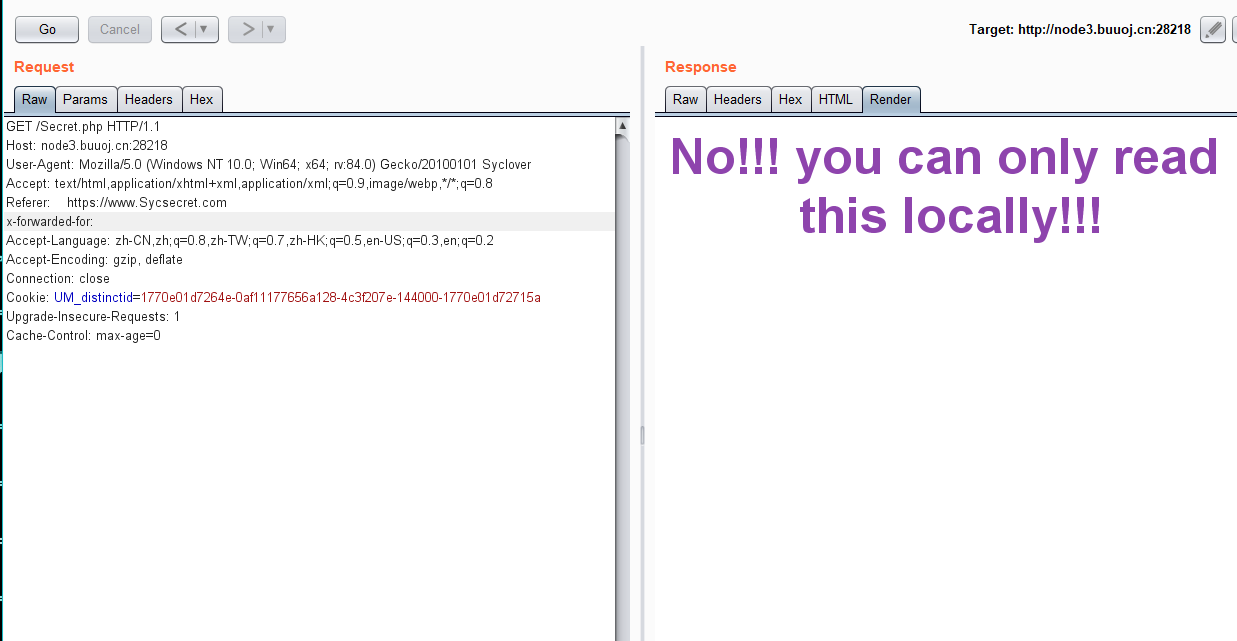 Go Cancel < ▼ > ▼ Target: http://node3.buuoj.cn:28218
Request
Raw Params Headers Hex
GET /Secret.php HTTP/1.1
Host: node3.buuoj.cn:28218
User-Agent: Mozilla/5.0 (Windows NT 10.0; Win64; x64; rv:84.0) Gecko/20100101 Syclover
Accept: text/html,application/xhtml+xml,application/xml;q=0.9,image/webp,*/*;q=0.8
Referer: https://www.Sycsecret.com
x-forwarded-for:
Accept-Language: zh-CN,zh;q=0.8,zh-TW;q=0.7,zh-HK;q=0.5,en-US;q=0.3,en;q=0.2
Accept-Encoding: gzip, deflate
Connection: close
Cookie: UM_distinctid=1770e01d7264e-0af11177656a128-4c3f207e-144000-1770e01d72715a
Upgrade-Insecure-Requests: 1
Cache-Control: max-age=0
Response
Raw Headers Hex HTML Render
No!!! you can only read
this locally!!!